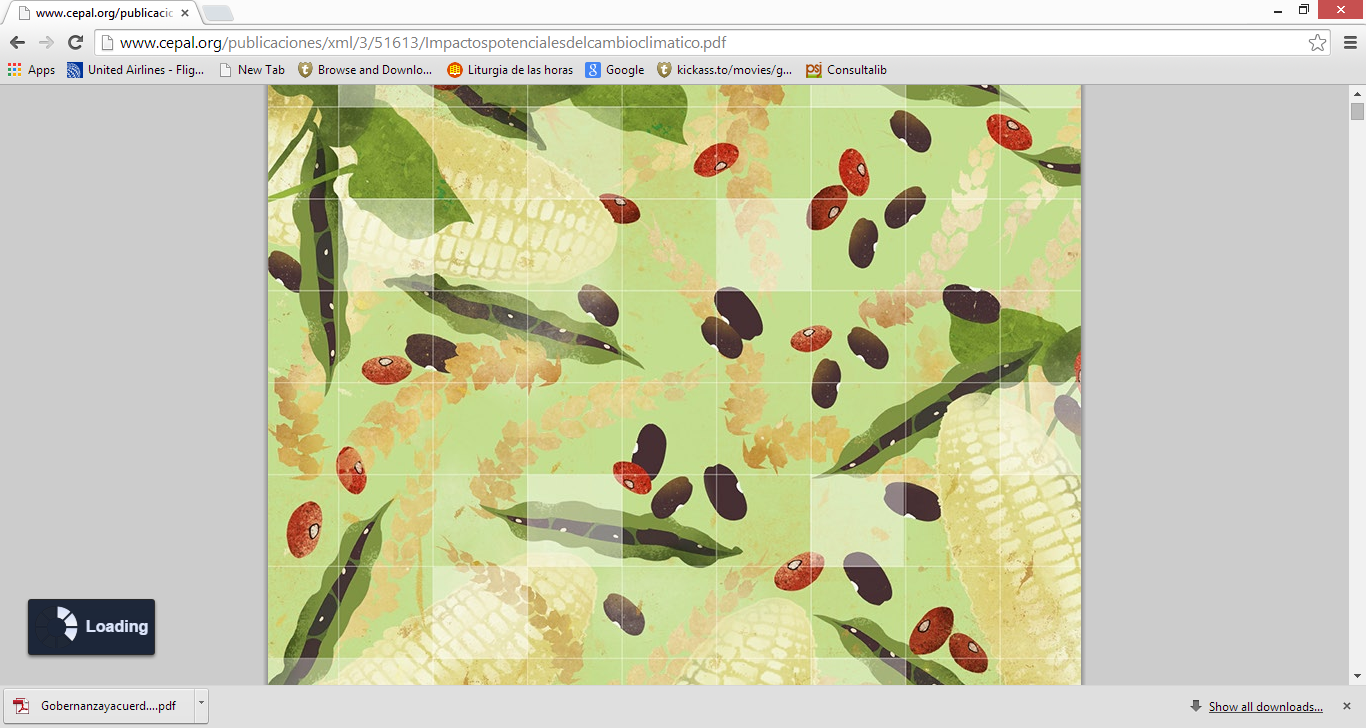 www.cepal.org/publicacio
www.cepal.org/publicaciones/xml/3/51613/Impactospotencialesdelcambioclimatico.pdf
Apps United Airlines - Flig... New Tab Browse and Downlo... Liturgia de las horas Google kickass.to/movies/g... Consultalib
Loading
Gobernanzayacuerd....pdf Show all downloads...